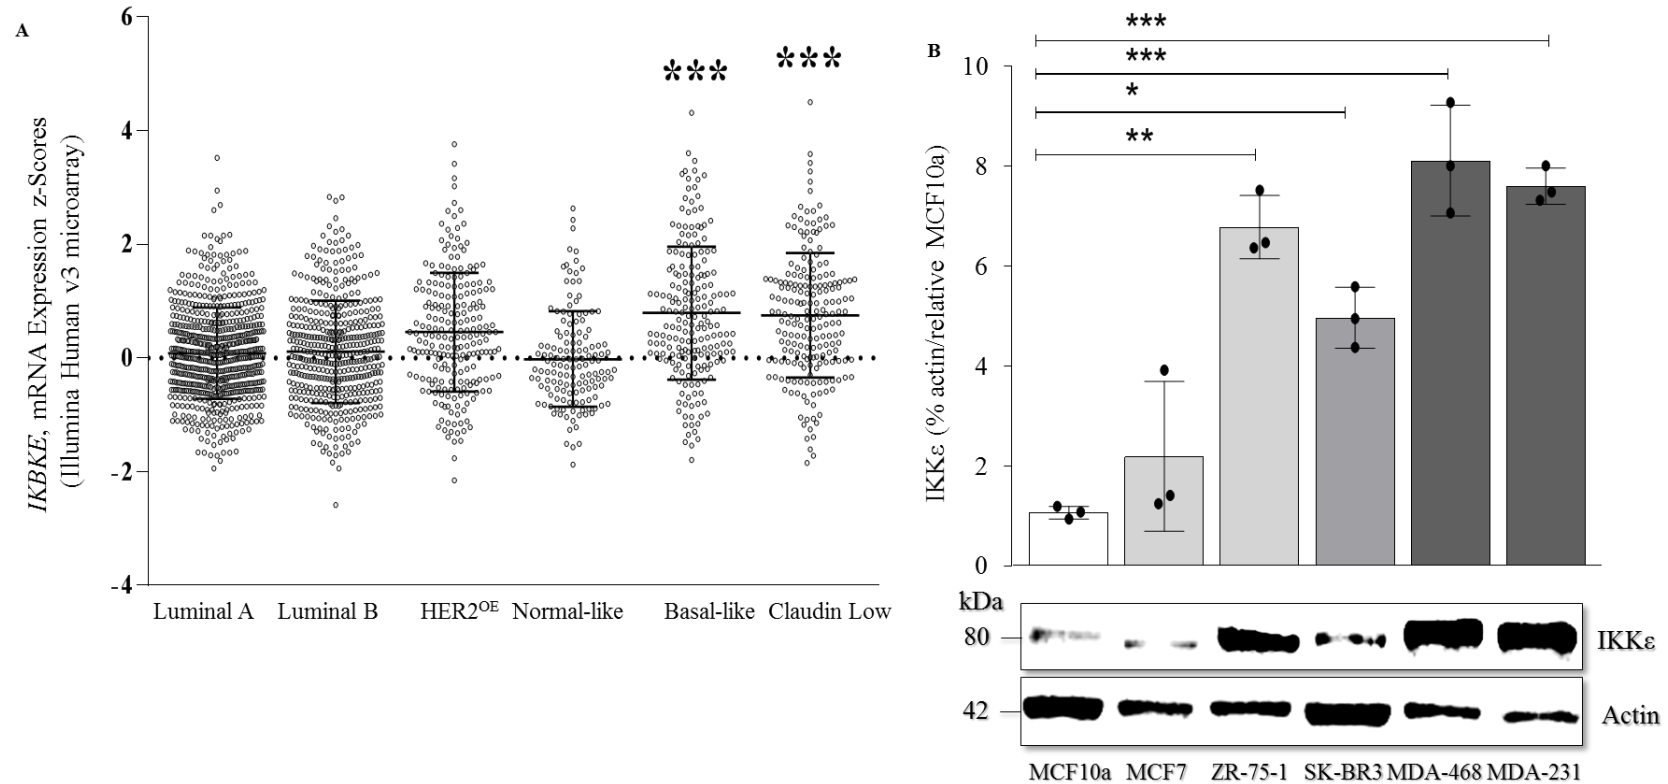 A
IKBKE, mRNA Expression z-Scores
(Illumina Human v3 microarray)
6
4
2
0
-2
-4
***
***
Luminal A Luminal B HER2OE Normal-like Basal-like Claudin Low
B
IKKε (% actin/relative MCF10a)
10
8
6
4
2
0
***
***
*
**
kDa
80
IKKε
42
Actin
MCF10a MCF7 ZR-75-1 SK-BR3 MDA-468 MDA-231